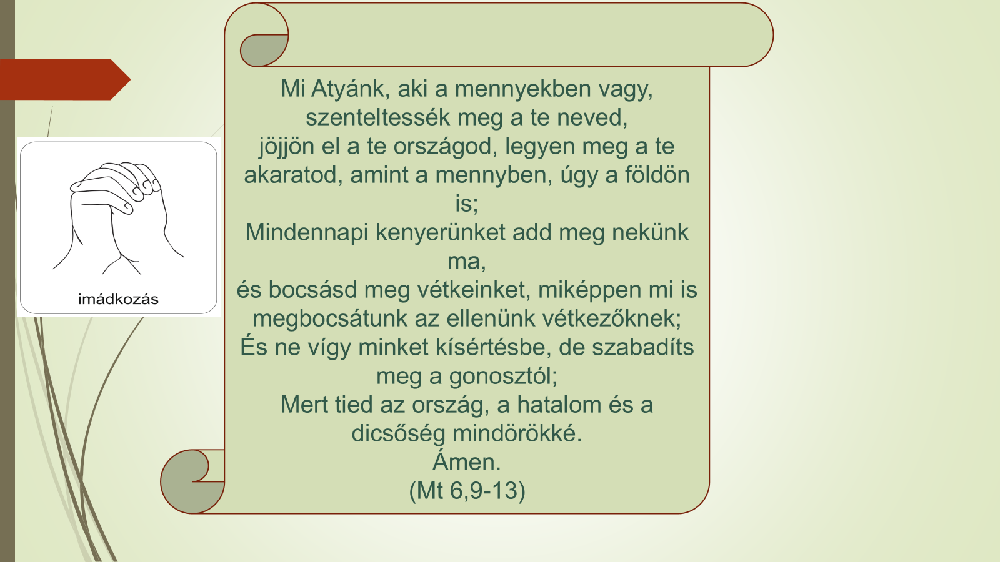 Mi Atyánk, aki a mennyekben vagy,
szenteltessék meg a te neved,
jöjjön el a te országod, legyen meg a te
akaratod, amint a mennyben, úgy a földön
is;
Mindennapi kenyerünket add meg nekünk
ma,
és bocsásd meg vétkeinket, miképpen mi is
megbocsátunk az ellenünk vétkezőknek;
És ne vígy minket kísértésbe, de szabadíts
meg a gonosztól;
Mert tied az ország, a hatalom és a
dicsőség mindörökké.
Ámen.
(Mt 6,9-13)
imádkozás